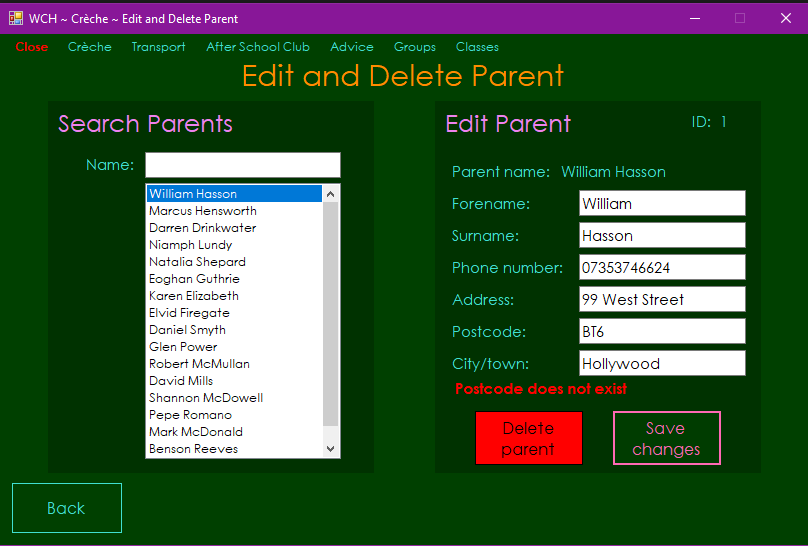 WCH ~ Crèche ~ Edit and Delete Parent
Close Crèche Transport After School Club Advice Groups Classes
Edit and Delete Parent
Search Parents
Name:
William Hasson
Marcus Hensworth
Darren Drinkwater
Niamph Lundy
Natalia Shepard
Eoghan Guthrie
Karen Elizabeth
Elvid Firegate
Daniel Smyth
Glen Power
Robert McMullan
David Mills
Shannon McDowell
Pepe Romano
Mark McDonald
Benson Reeves
Edit Parent ID: 1
Parent name: William Hasson
Forename: William
Surname: Hasson
Phone number: 07353746624
Address: 99 West Street
Postcode: BT6
City/town: Hollywood
Postcode does not exist
Delete
parent
Save
changes
Back